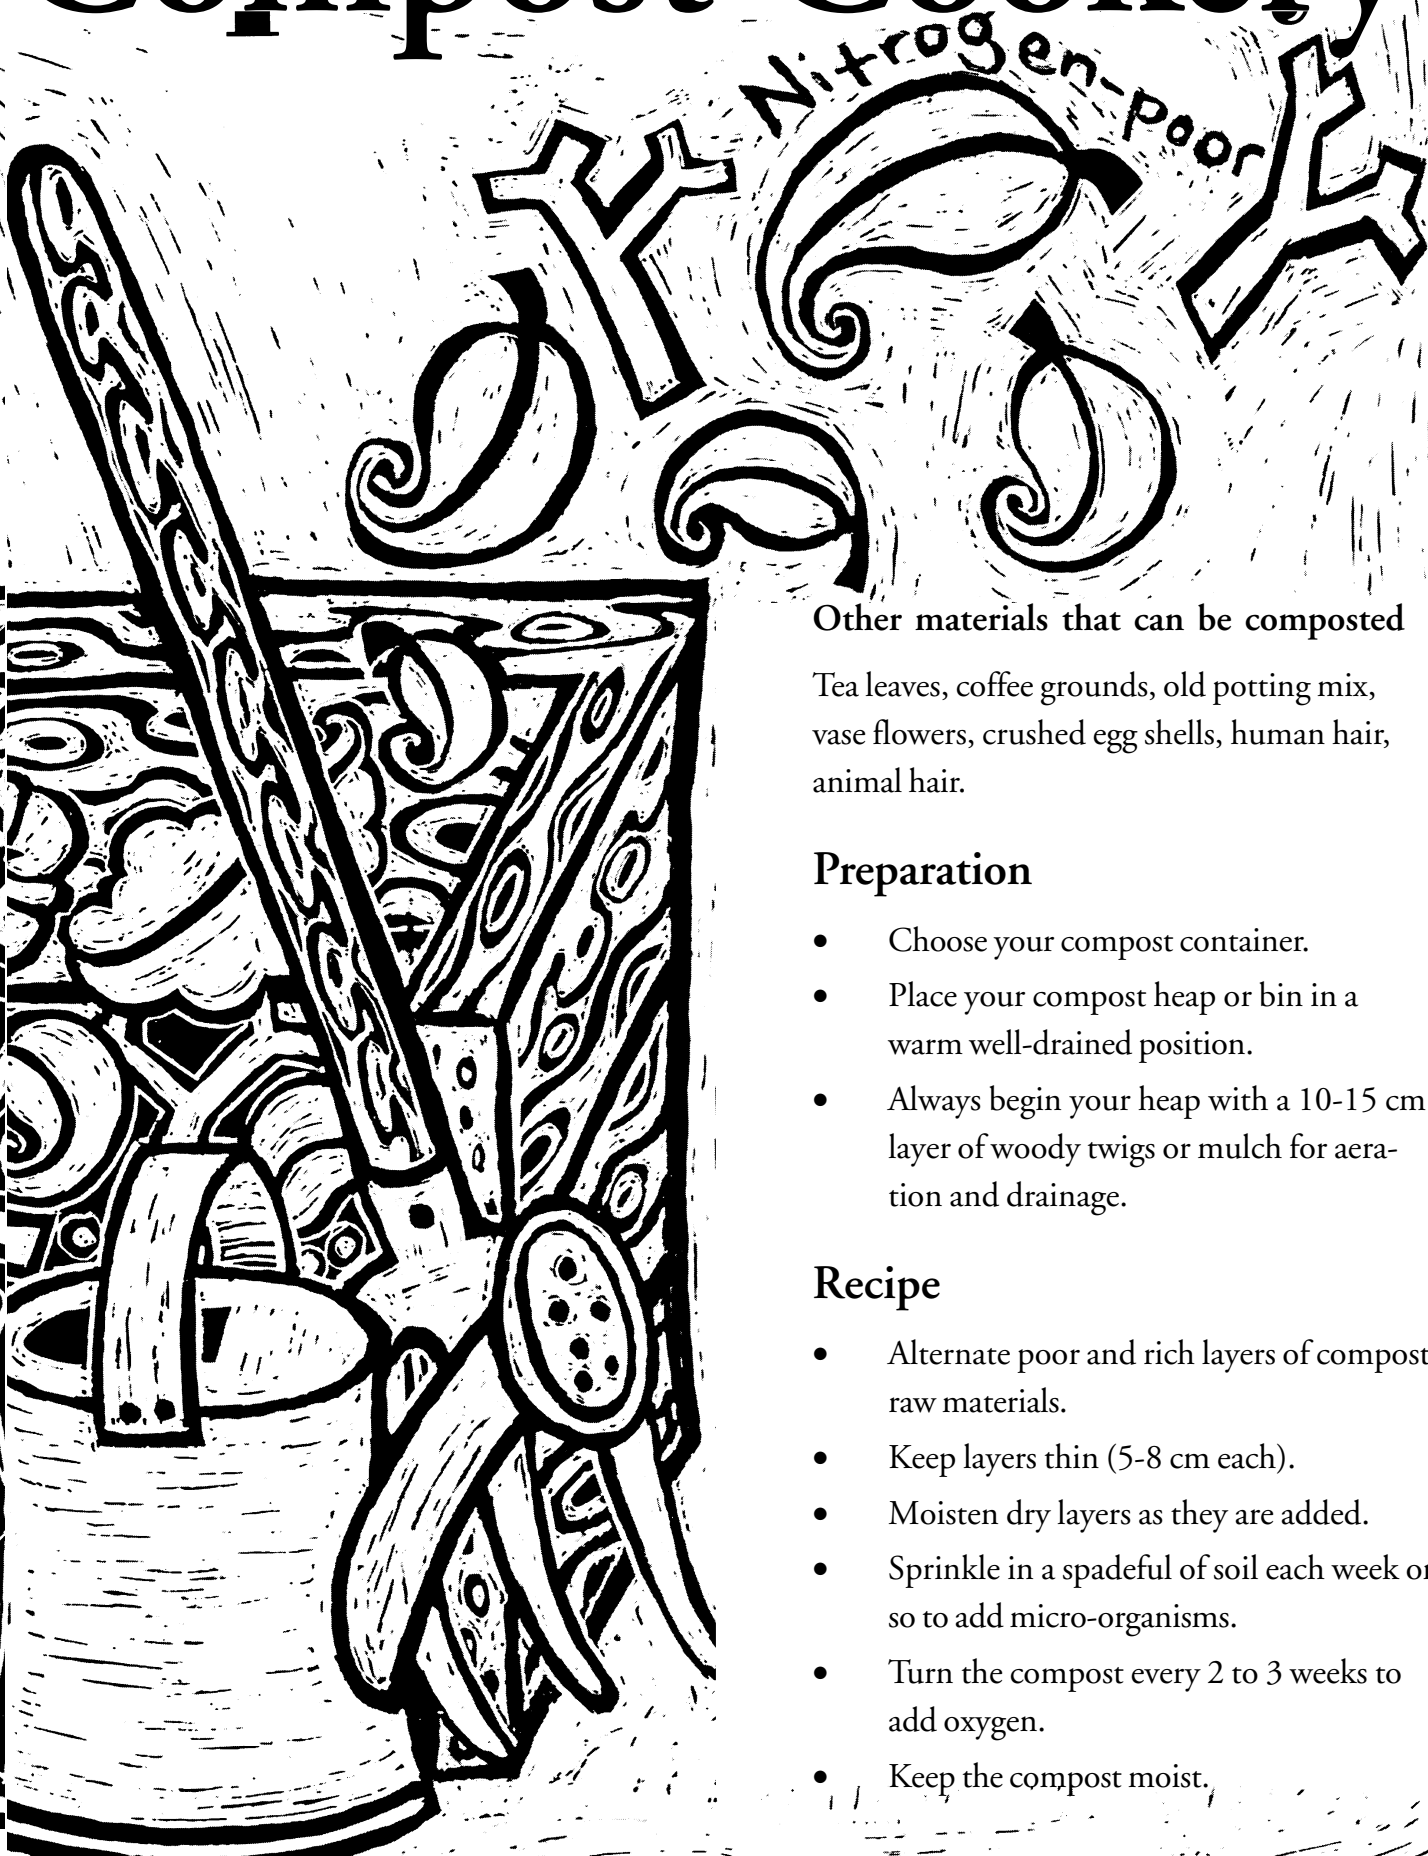 Compost Cookery
Nitrogen-poor
Other materials that can be composted
Tea leaves, coffee grounds, old potting mix,
vase flowers, crushed egg shells, human hair,
animal hair.
Preparation
• Choose your compost container.
• Place your compost heap or bin in a
warm well-drained position.
• Always begin your heap with a 10-15 cm
layer of woody twigs or mulch for aera-
tion and drainage.
Recipe
• Alternate poor and rich layers of compost
raw materials.
• Keep layers thin (5-8 cm each).
• Moisten dry layers as they are added.
• Sprinkle in a spadeful of soil each week or
so to add micro-organisms.
• Turn the compost every 2 to 3 weeks to
add oxygen.
• Keep the compost moist.